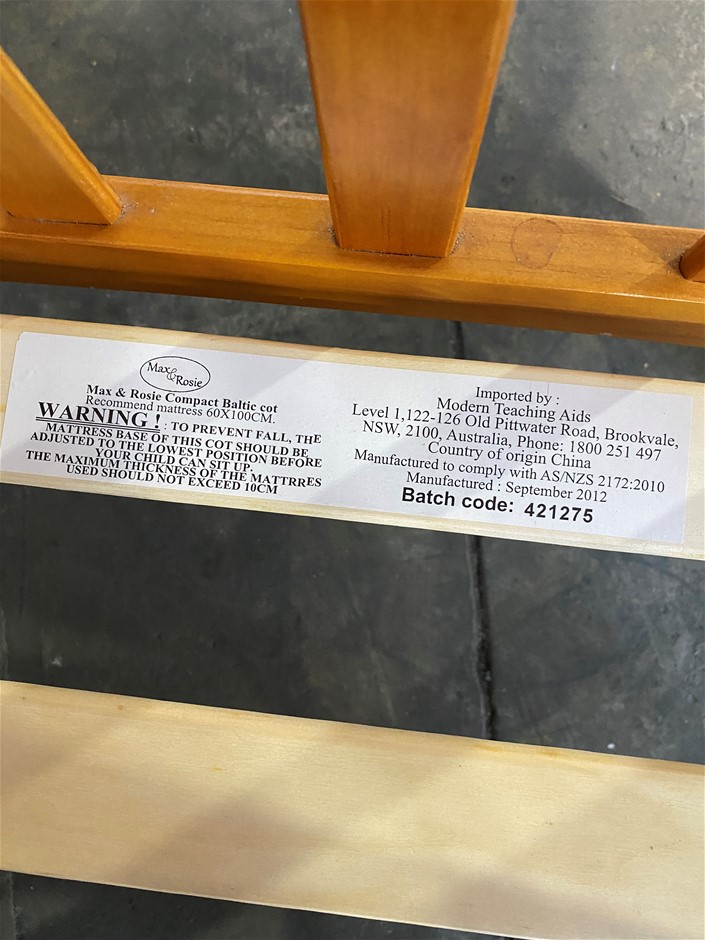 Max & Rosie
Max & Rosie Compact Baltic cot
Recommend mattress 60X100CM.
WARNING ! : TO PREVENT FALL, THE
MATTRESS BASE OF THIS COT SHOULD BE
ADJUSTED TO THE LOWEST POSITION BEFORE
YOUR CHILD CAN SIT UP.
THE MAXIMUM THICKNESS OF THE MATRRES
USED SHOULD NOT EXCEED 10CM
Imported by :
Modern Teaching Aids
Level 1,122-126 Old Pittwater Road, Brookvale,
NSW, 2100, Australia, Phone: 1800 251 497
Country of origin China
Manufactured to comply with AS/NZS 2172:2010
Manufactured : September 2012
Batch code: 421275